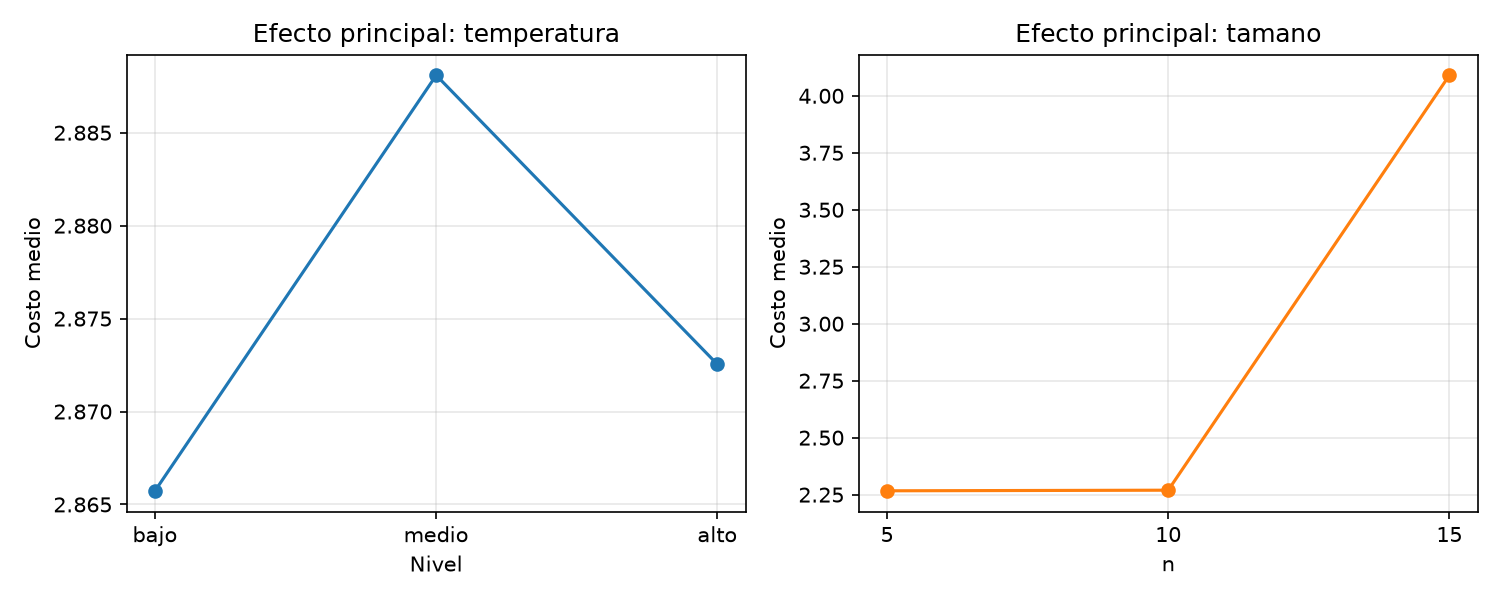 Efecto principal: temperatura
Costo medio
2.885
2.880
2.875
2.870
2.865
bajo medio alto
Nivel
Efecto principal: tamano
Costo medio
4.00
3.75
3.50
3.25
3.00
2.75
2.50
2.25
5 10 15
n